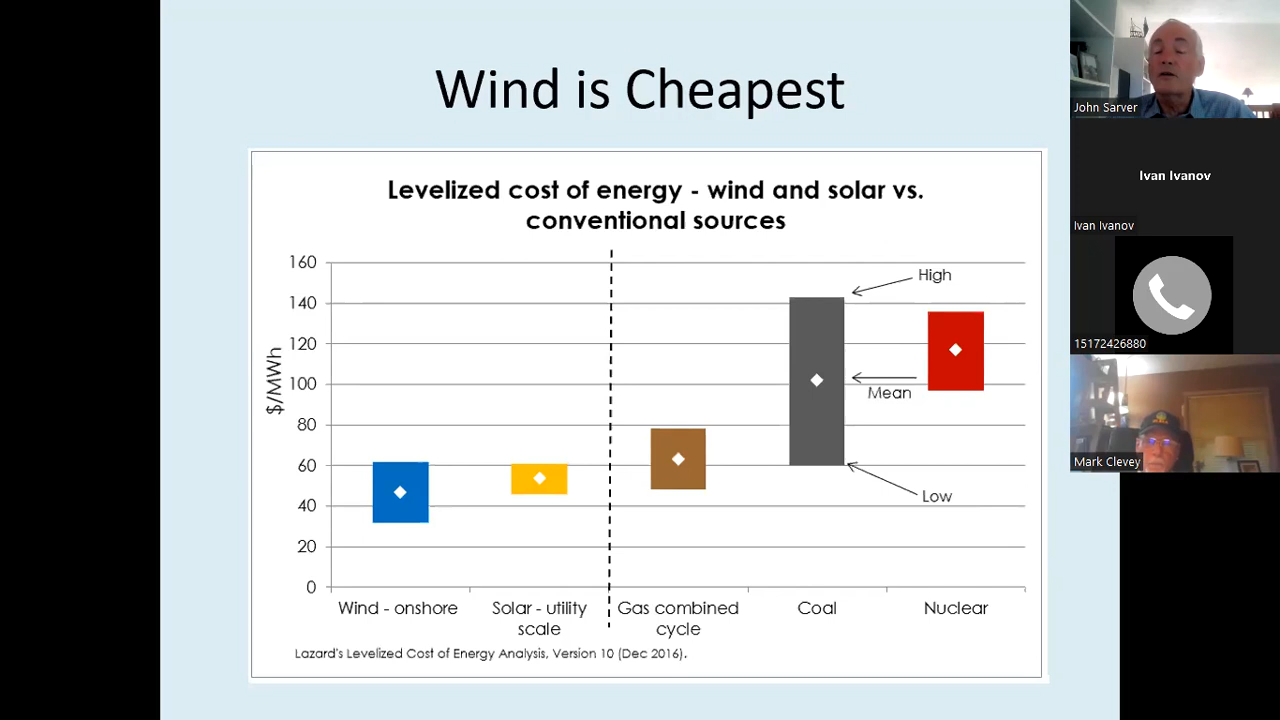 Wind is Cheapest
Levelized cost of energy - wind and solar vs.
conventional sources
$/MWh
160
140
120
100
80
60
40
20
0
High
Mean
Low
Wind - onshore
Solar - utility
scale
Gas combined
cycle
Coal
Nuclear
Lazard's Levelized Cost of Energy Analysis, Version 10 (Dec 2016).
John Sarver
Ivan Ivanov
Ivan Ivanov
15172426880
Mark Clevey